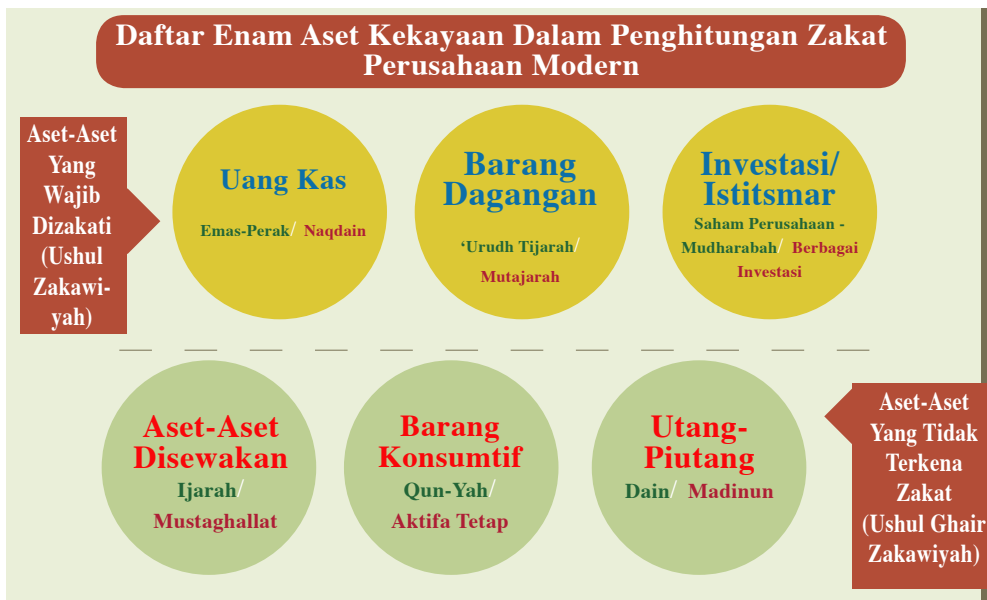 Daftar Enam Aset Kekayaan Dalam Penghitungan Zakat
Perusahaan Modern
Aset-Aset
Yang
Wajib
Dizakati
(Ushul
Zakawi-
yah)
Uang Kas
Emas-Perak/ Naqdain
Barang
Dagangan
‘Urudh Tijarah/
Mutajarah
Investasi/
Istitsmar
Saham Perusahaan -
Mudharabah/ Berbagai
Investasi
Aset-Aset
Disewakan
Ijarah/
Mustaghallat
Barang
Konsumtif
Qun-Yah/
Aktifa Tetap
Utang-
Piutang
Dain/ Madinun
Aset-Aset
Yang Tidak
Terkena
Zakat
(Ushul Ghair
Zakawiyah)